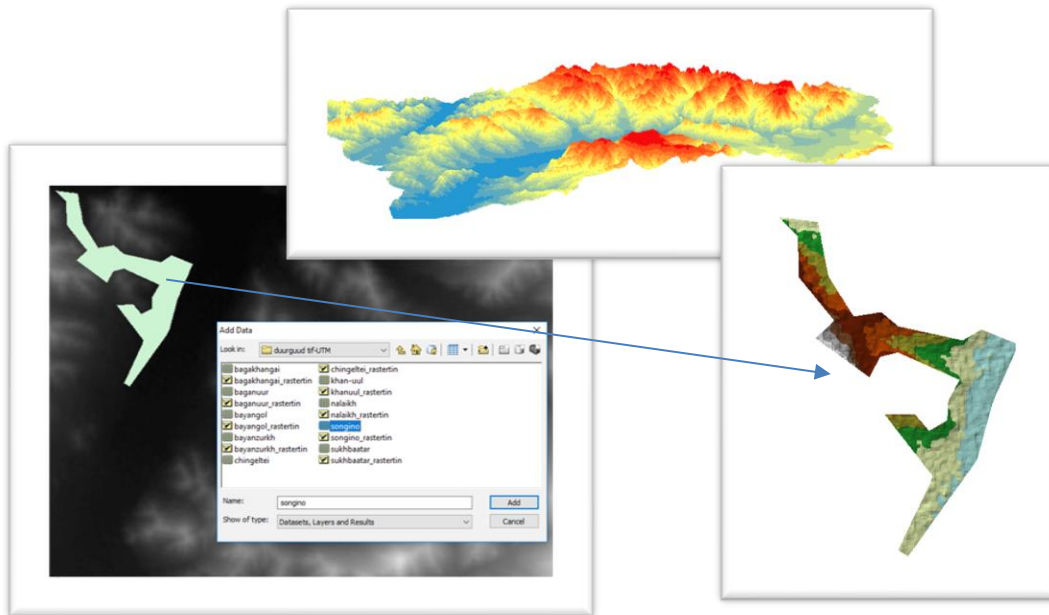 Add Data
Look in: duurguud tif-UTM
bagakhangai
bagakhangai_rastertin
baganuur
baganuur_rastertin
bayangol
bayangol_rastertin
bayanzurkh
bayanzurkh_rastertin
chingeltei
chingeltei_rastertin
khan-uul
khanuul_rastertin
nalaikh
nalaikh_rastertin
songino
songino_rastertin
sukhbaatar
sukhbaatar_rastertin
Name: songino
Add
Show of type: Datasets, Layers and Results
Cancel